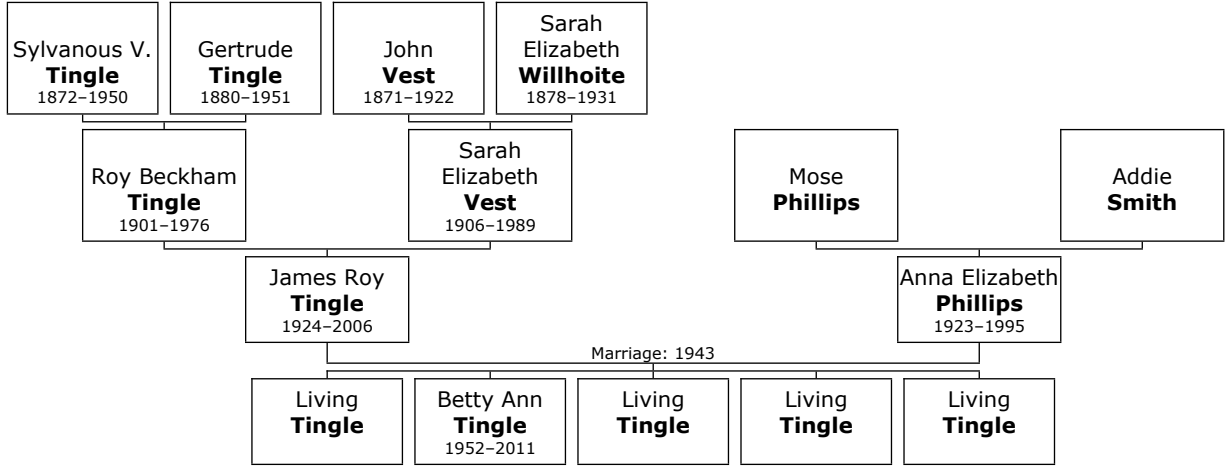 Sylvanous V.
Tingle
1872–1950
Gertrude
Tingle
1880–1951
John
Vest
1871–1922
Sarah
Elizabeth
Willhoite
1878–1931
Roy Beckham
Tingle
1901–1976
Sarah
Elizabeth
Vest
1906–1989
Mose
Phillips
Addie
Smith
James Roy
Tingle
1924–2006
Anna Elizabeth
Phillips
1923–1995
Marriage: 1943
Living
Tingle
Betty Ann
Tingle
1952–2011
Living
Tingle
Living
Tingle
Living
Tingle